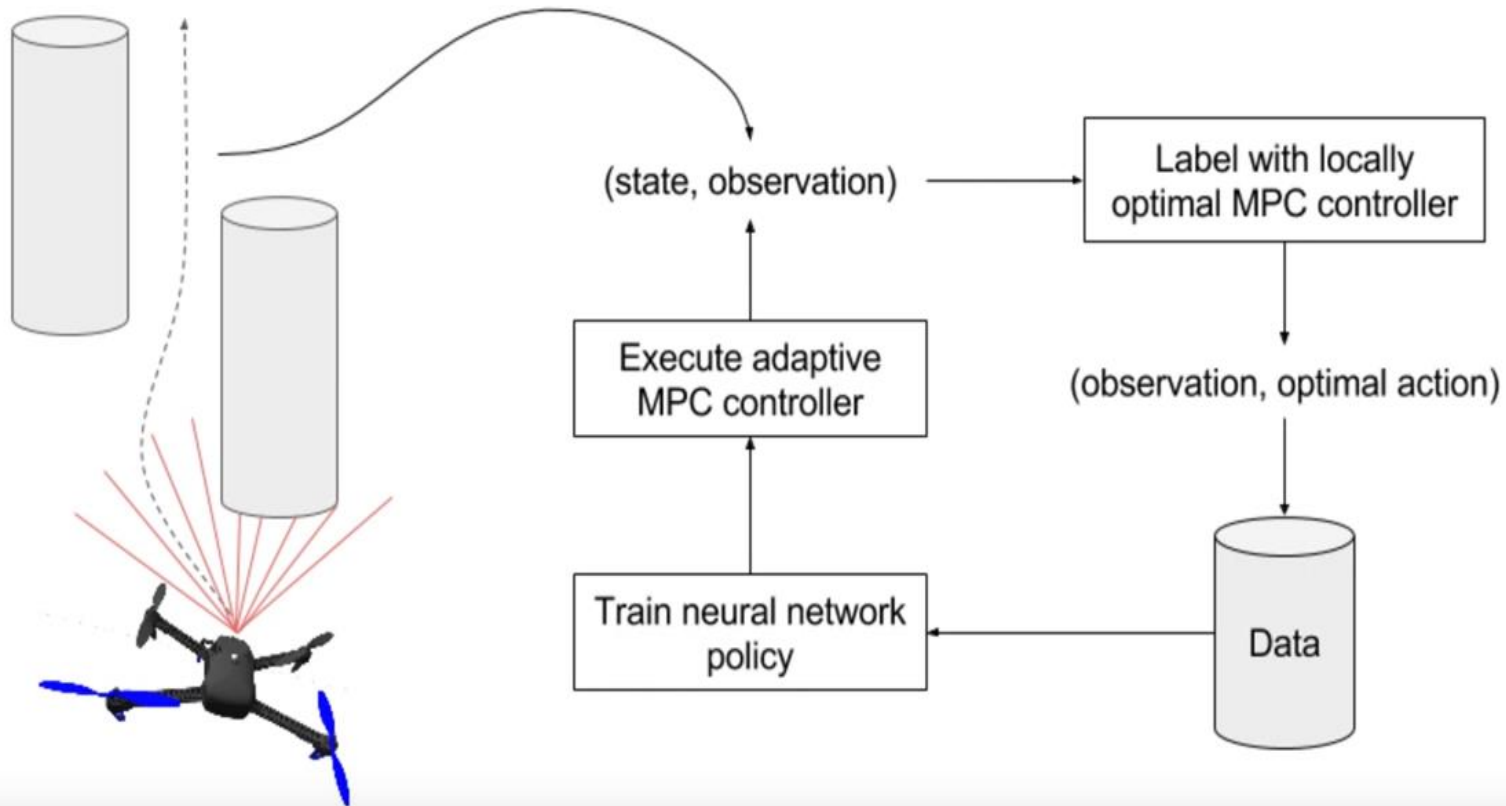 (state, observation)
Label with locally
optimal MPC controller
Execute adaptive
MPC controller
(observation, optimal action)
Train neural network
policy
Data